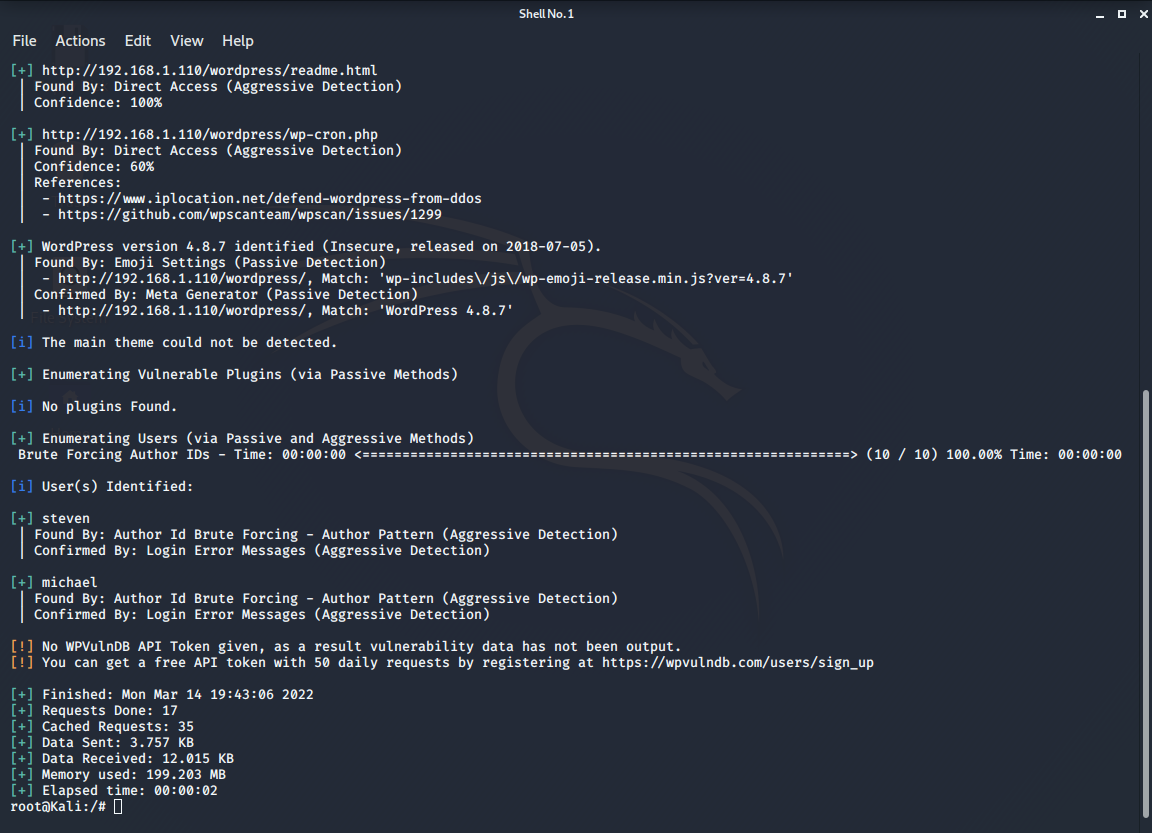 Shell No. 1
File Actions Edit View Help
[+] http://192.168.1.110/wordpress/readme.html
| Found By: Direct Access (Aggressive Detection)
| Confidence: 100%
[+] http://192.168.1.110/wordpress/wp-cron.php
| Found By: Direct Access (Aggressive Detection)
| Confidence: 60%
| References:
| - https://www.iplocation.net/defend-wordpress-from-ddos
| - https://github.com/wpscanteam/wpscan/issues/1299
[+] WordPress version 4.8.7 identified (Insecure, released on 2018-07-05).
| Found By: Emoji Settings (Passive Detection)
| - http://192.168.1.110/wordpress/, Match: 'wp-includes\/js\/wp-emoji-release.min.js?ver=4.8.7'
| Confirmed By: Meta Generator (Passive Detection)
| - http://192.168.1.110/wordpress/, Match: 'WordPress 4.8.7'
[i] The main theme could not be detected.
[+] Enumerating Vulnerable Plugins (via Passive Methods)
[i] No plugins Found.
[+] Enumerating Users (via Passive and Aggressive Methods)
Brute Forcing Author IDs - Time: 00:00:00 <=============================================================> (10 / 10) 100.00% Time: 00:00:00
[i] User(s) Identified:
[+] steven
| Found By: Author Id Brute Forcing - Author Pattern (Aggressive Detection)
| Confirmed By: Login Error Messages (Aggressive Detection)
[+] michael
| Found By: Author Id Brute Forcing - Author Pattern (Aggressive Detection)
| Confirmed By: Login Error Messages (Aggressive Detection)
[!] No WPVulnDB API Token given, as a result vulnerability data has not been output.
[!] You can get a free API token with 50 daily requests by registering at https://wpvulndb.com/users/sign_up
[+] Finished: Mon Mar 14 19:43:06 2022
[+] Requests Done: 17
[+] Cached Requests: 35
[+] Data Sent: 3.757 KB
[+] Data Received: 12.015 KB
[+] Memory used: 199.203 MB
[+] Elapsed time: 00:00:02
root@Kali:/#